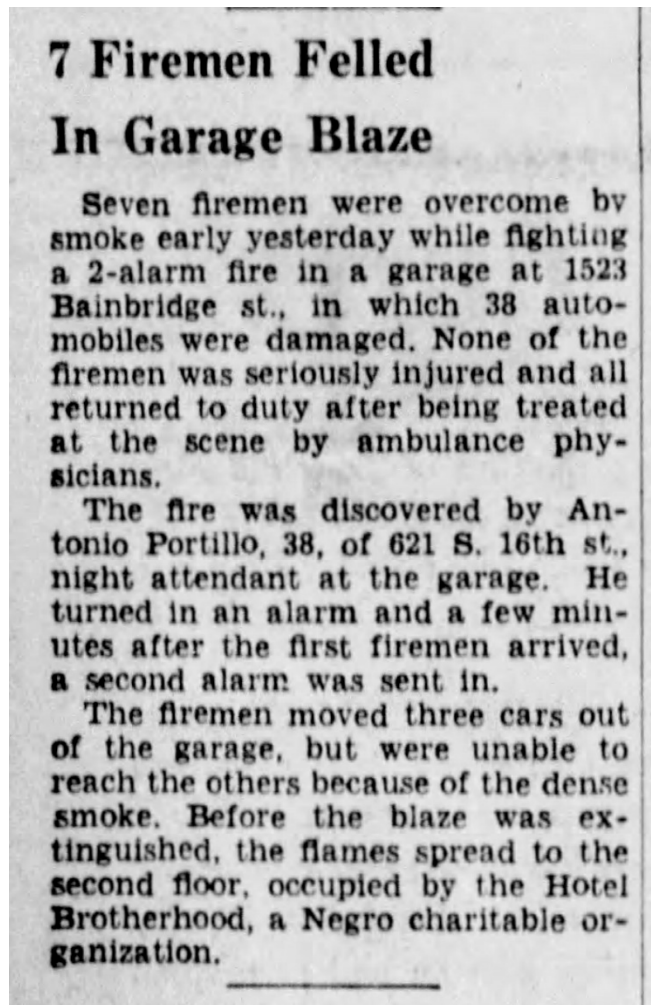 7 Firemen Felled
In Garage Blaze
Seven firemen were overcome by
smoke early yesterday while fighting
a 2-alarm fire in a garage at 1523
Bainbridge st., in which 38 auto-
mobiles were damaged. None of the
firemen was seriously injured and all
returned to duty after being treated
at the scene by ambulance phy-
sicians.
The fire was discovered by An-
tonio Portillo, 38, of 621 S. 16th st.,
night attendant at the garage. He
turned in an alarm and a few min-
utes after the first firemen arrived,
a second alarm was sent in.
The firemen moved three cars out
of the garage, but were unable to
reach the others because of the dense
smoke. Before the blaze was ex-
tinguished, the flames spread to the
second floor, occupied by the Hotel
Brotherhood, a Negro charitable or-
ganization.